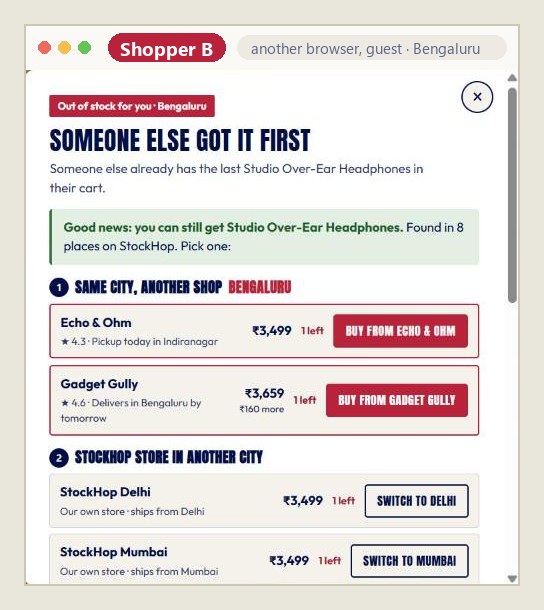 Shopper B
another browser, guest · Bengaluru
×
Out of stock for you · Bengaluru
SOMEONE ELSE GOT IT FIRST
Someone else already has the last Studio Over-Ear Headphones in
their cart.
Good news: you can still get Studio Over-Ear Headphones. Found in 8
places on StockHop. Pick one:
1 SAME CITY, ANOTHER SHOP BENGALURU
Echo & Ohm
★ 4.3 · Pickup today in Indiranagar
₹3,499 1 left BUY FROM ECHO & OHM
Gadget Gully
★ 4.6 · Delivers in Bengaluru by
tomorrow
₹3,659
₹160 more
1 left
BUY FROM GADGET GULLY
2 STOCKHOP STORE IN ANOTHER CITY
StockHop Delhi
Our own store · ships from Delhi
₹3,499 1 left SWITCH TO DELHI
StockHop Mumbai
Our own store · ships from Mumbai
₹3,499 1 left SWITCH TO MUMBAI